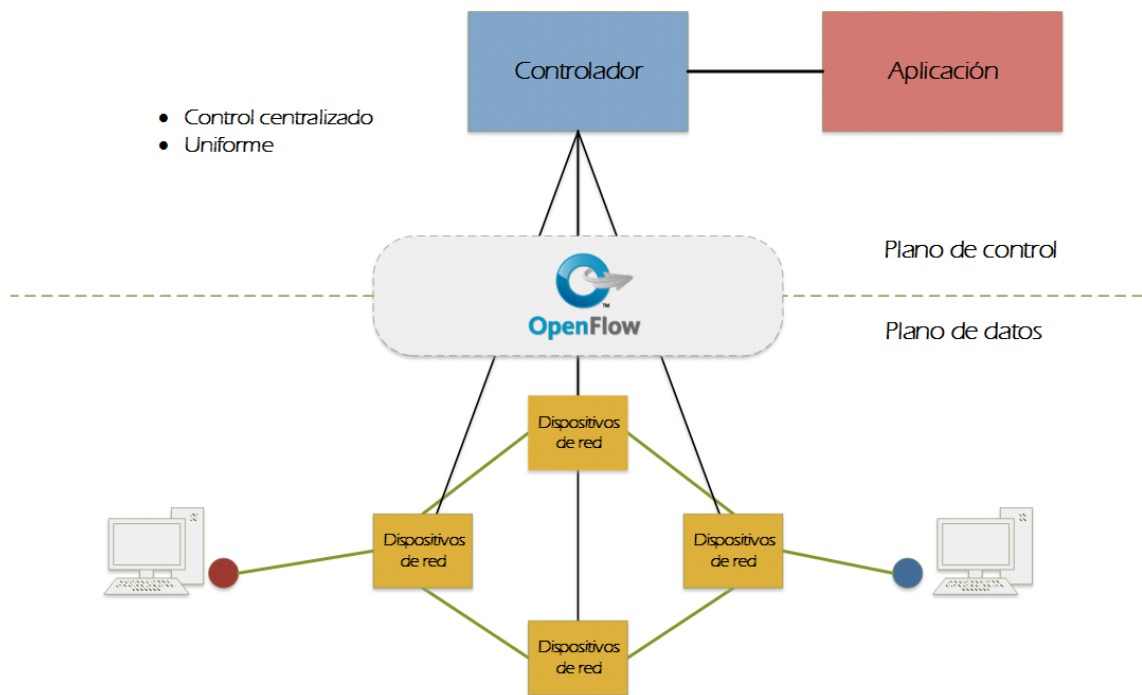 Controlador
Aplicación
• Control centralizado
• Uniforme
Plano de control
OpenFlow
™
Plano de datos
Dispositivos
de red
Dispositivos
de red
Dispositivos
de red
Dispositivos
de red